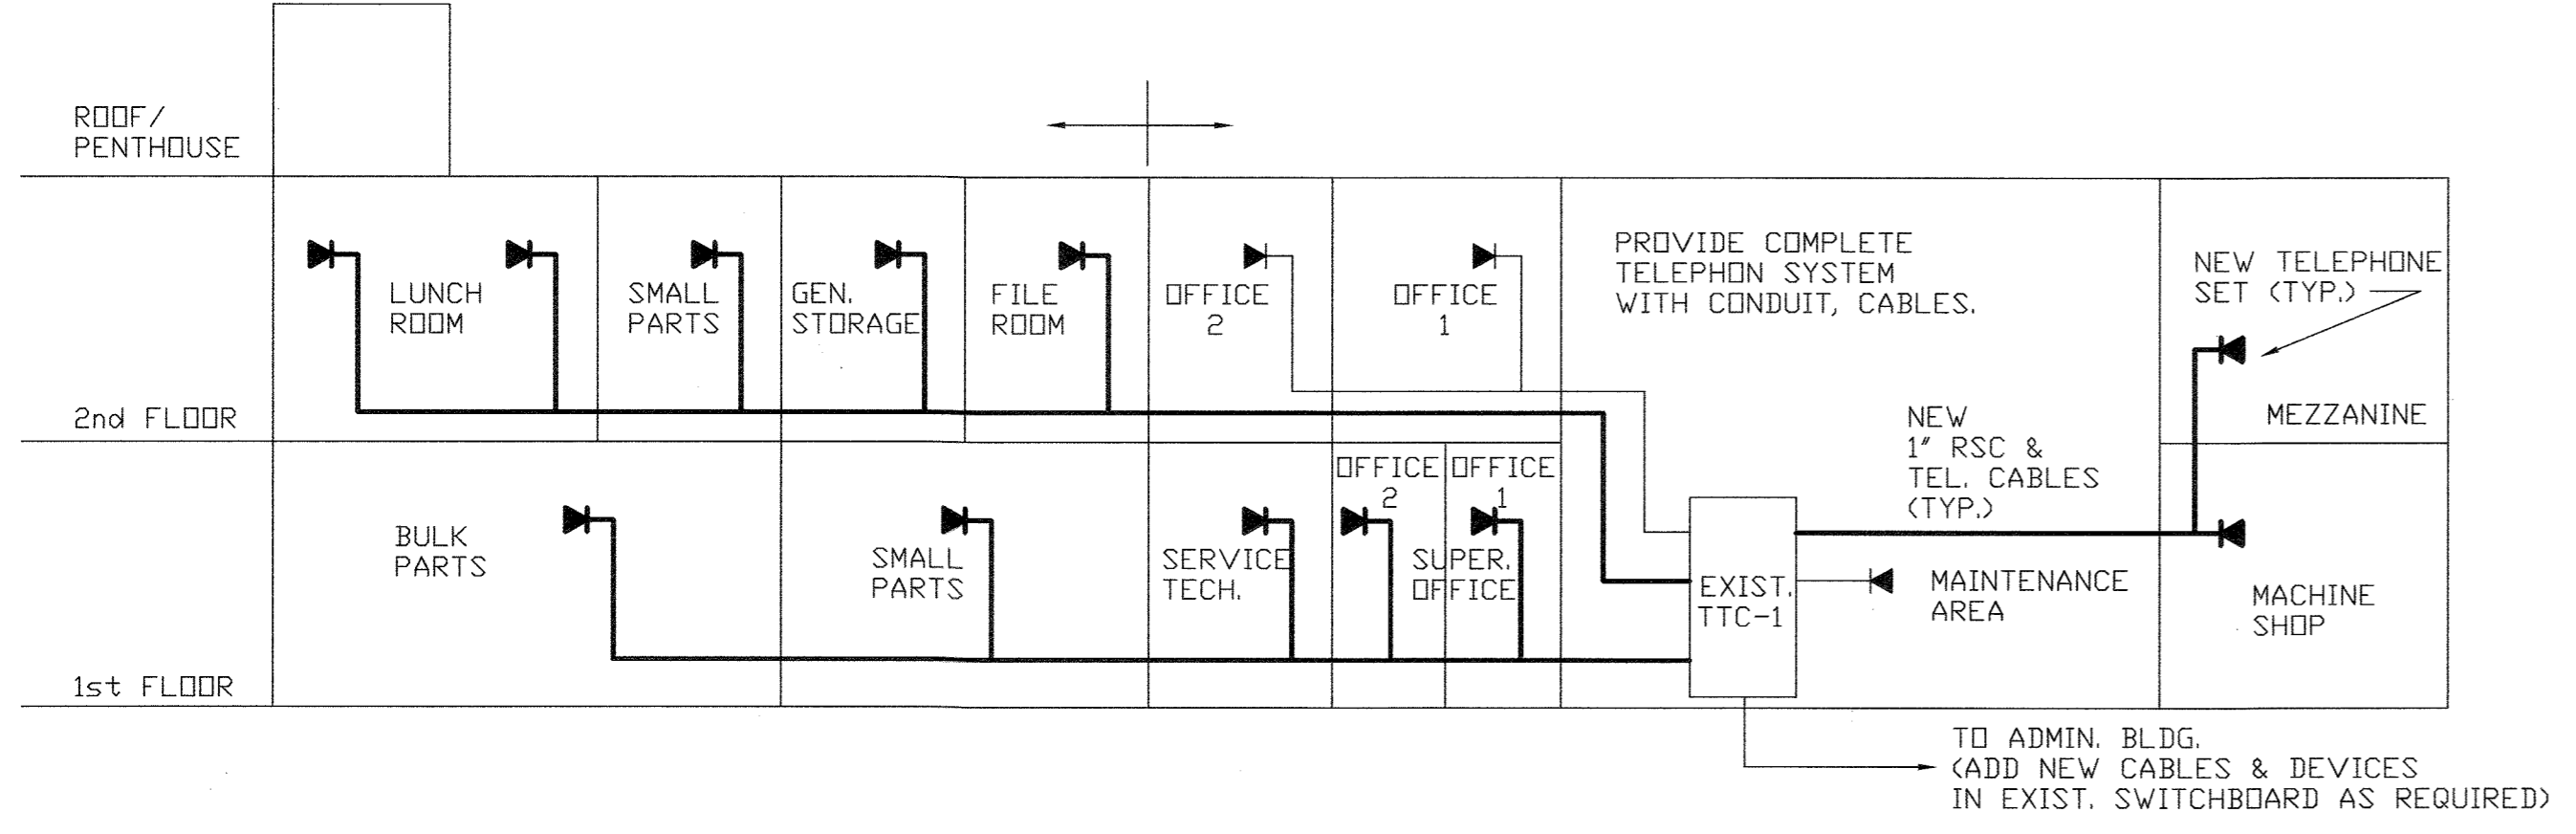 ROOF/
PENTHOUSE
LUNCH
ROOM
SMALL
PARTS
GEN.
STORAGE
FILE
ROOM
OFFICE
2
OFFICE
1
PROVIDE COMPLETE
TELEPHON SYSTEM
WITH CONDUIT, CABLES.
NEW TELEPHONE
SET (TYP.)
2nd FLOOR
MEZZANINE
NEW
1" RSC &
TEL. CABLES
(TYP.)
BULK
PARTS
SMALL
PARTS
SERVICE
TECH.
OFFICE
2
OFFICE
1
SUPER.
OFFICE
EXIST.
TTC-1
MAINTENANCE
AREA
MACHINE
SHOP
1st FLOOR
TO ADMIN. BLDG.
(ADD NEW CABLES & DEVICES
IN EXIST. SWITCHBOARD AS REQUIRED)